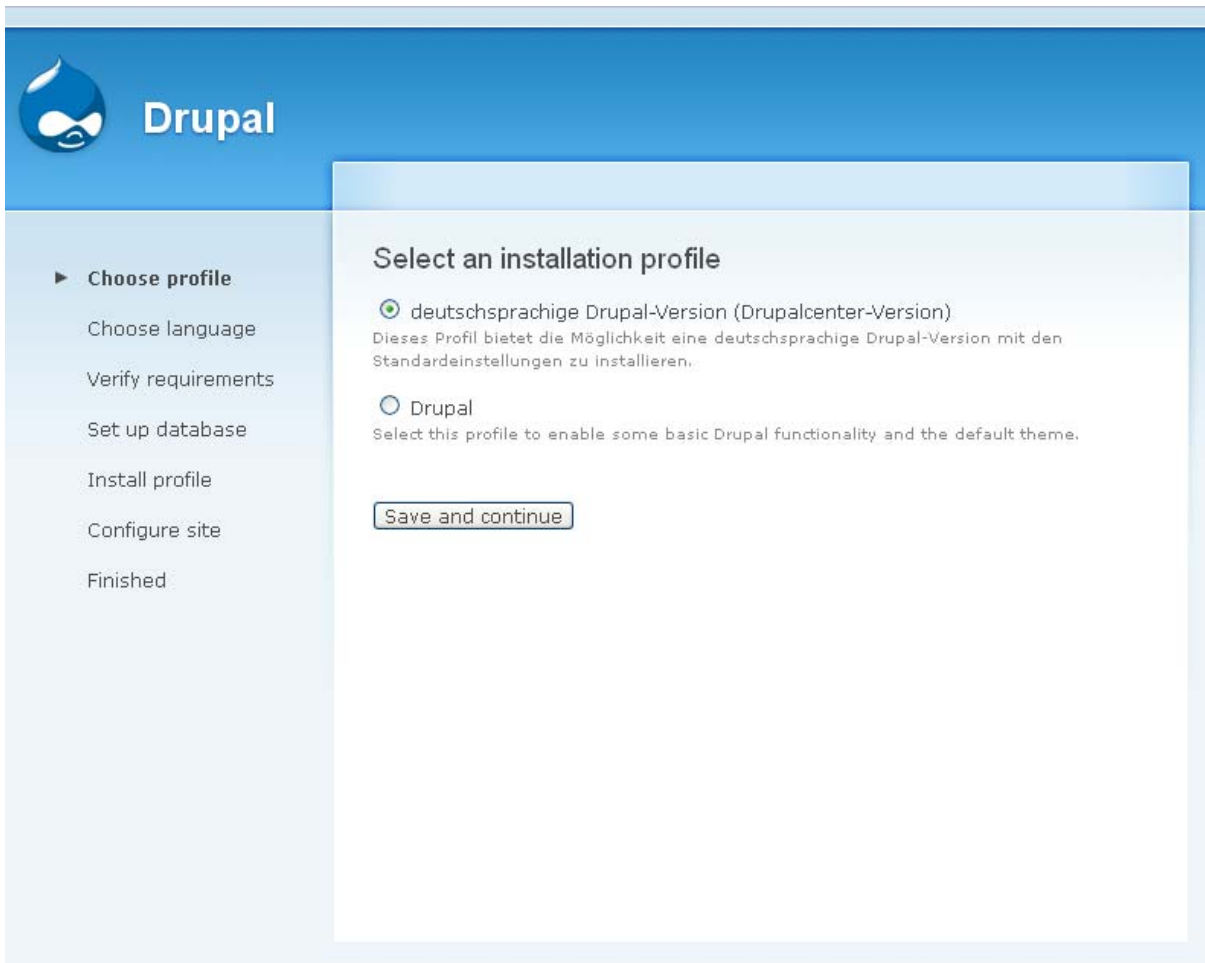 Drupal
Choose profile
Choose language
Verify requirements
Set up database
Install profile
Configure site
Finished
Select an installation profile
deutschsprachige Drupal-Version (Drupalcenter-Version)
Dieses Profil bietet die Möglichkeit eine deutschsprachige Drupal-Version mit den
Standardeinstellungen zu installieren.
Drupal
Select this profile to enable some basic Drupal functionality and the default theme.
Save and continue